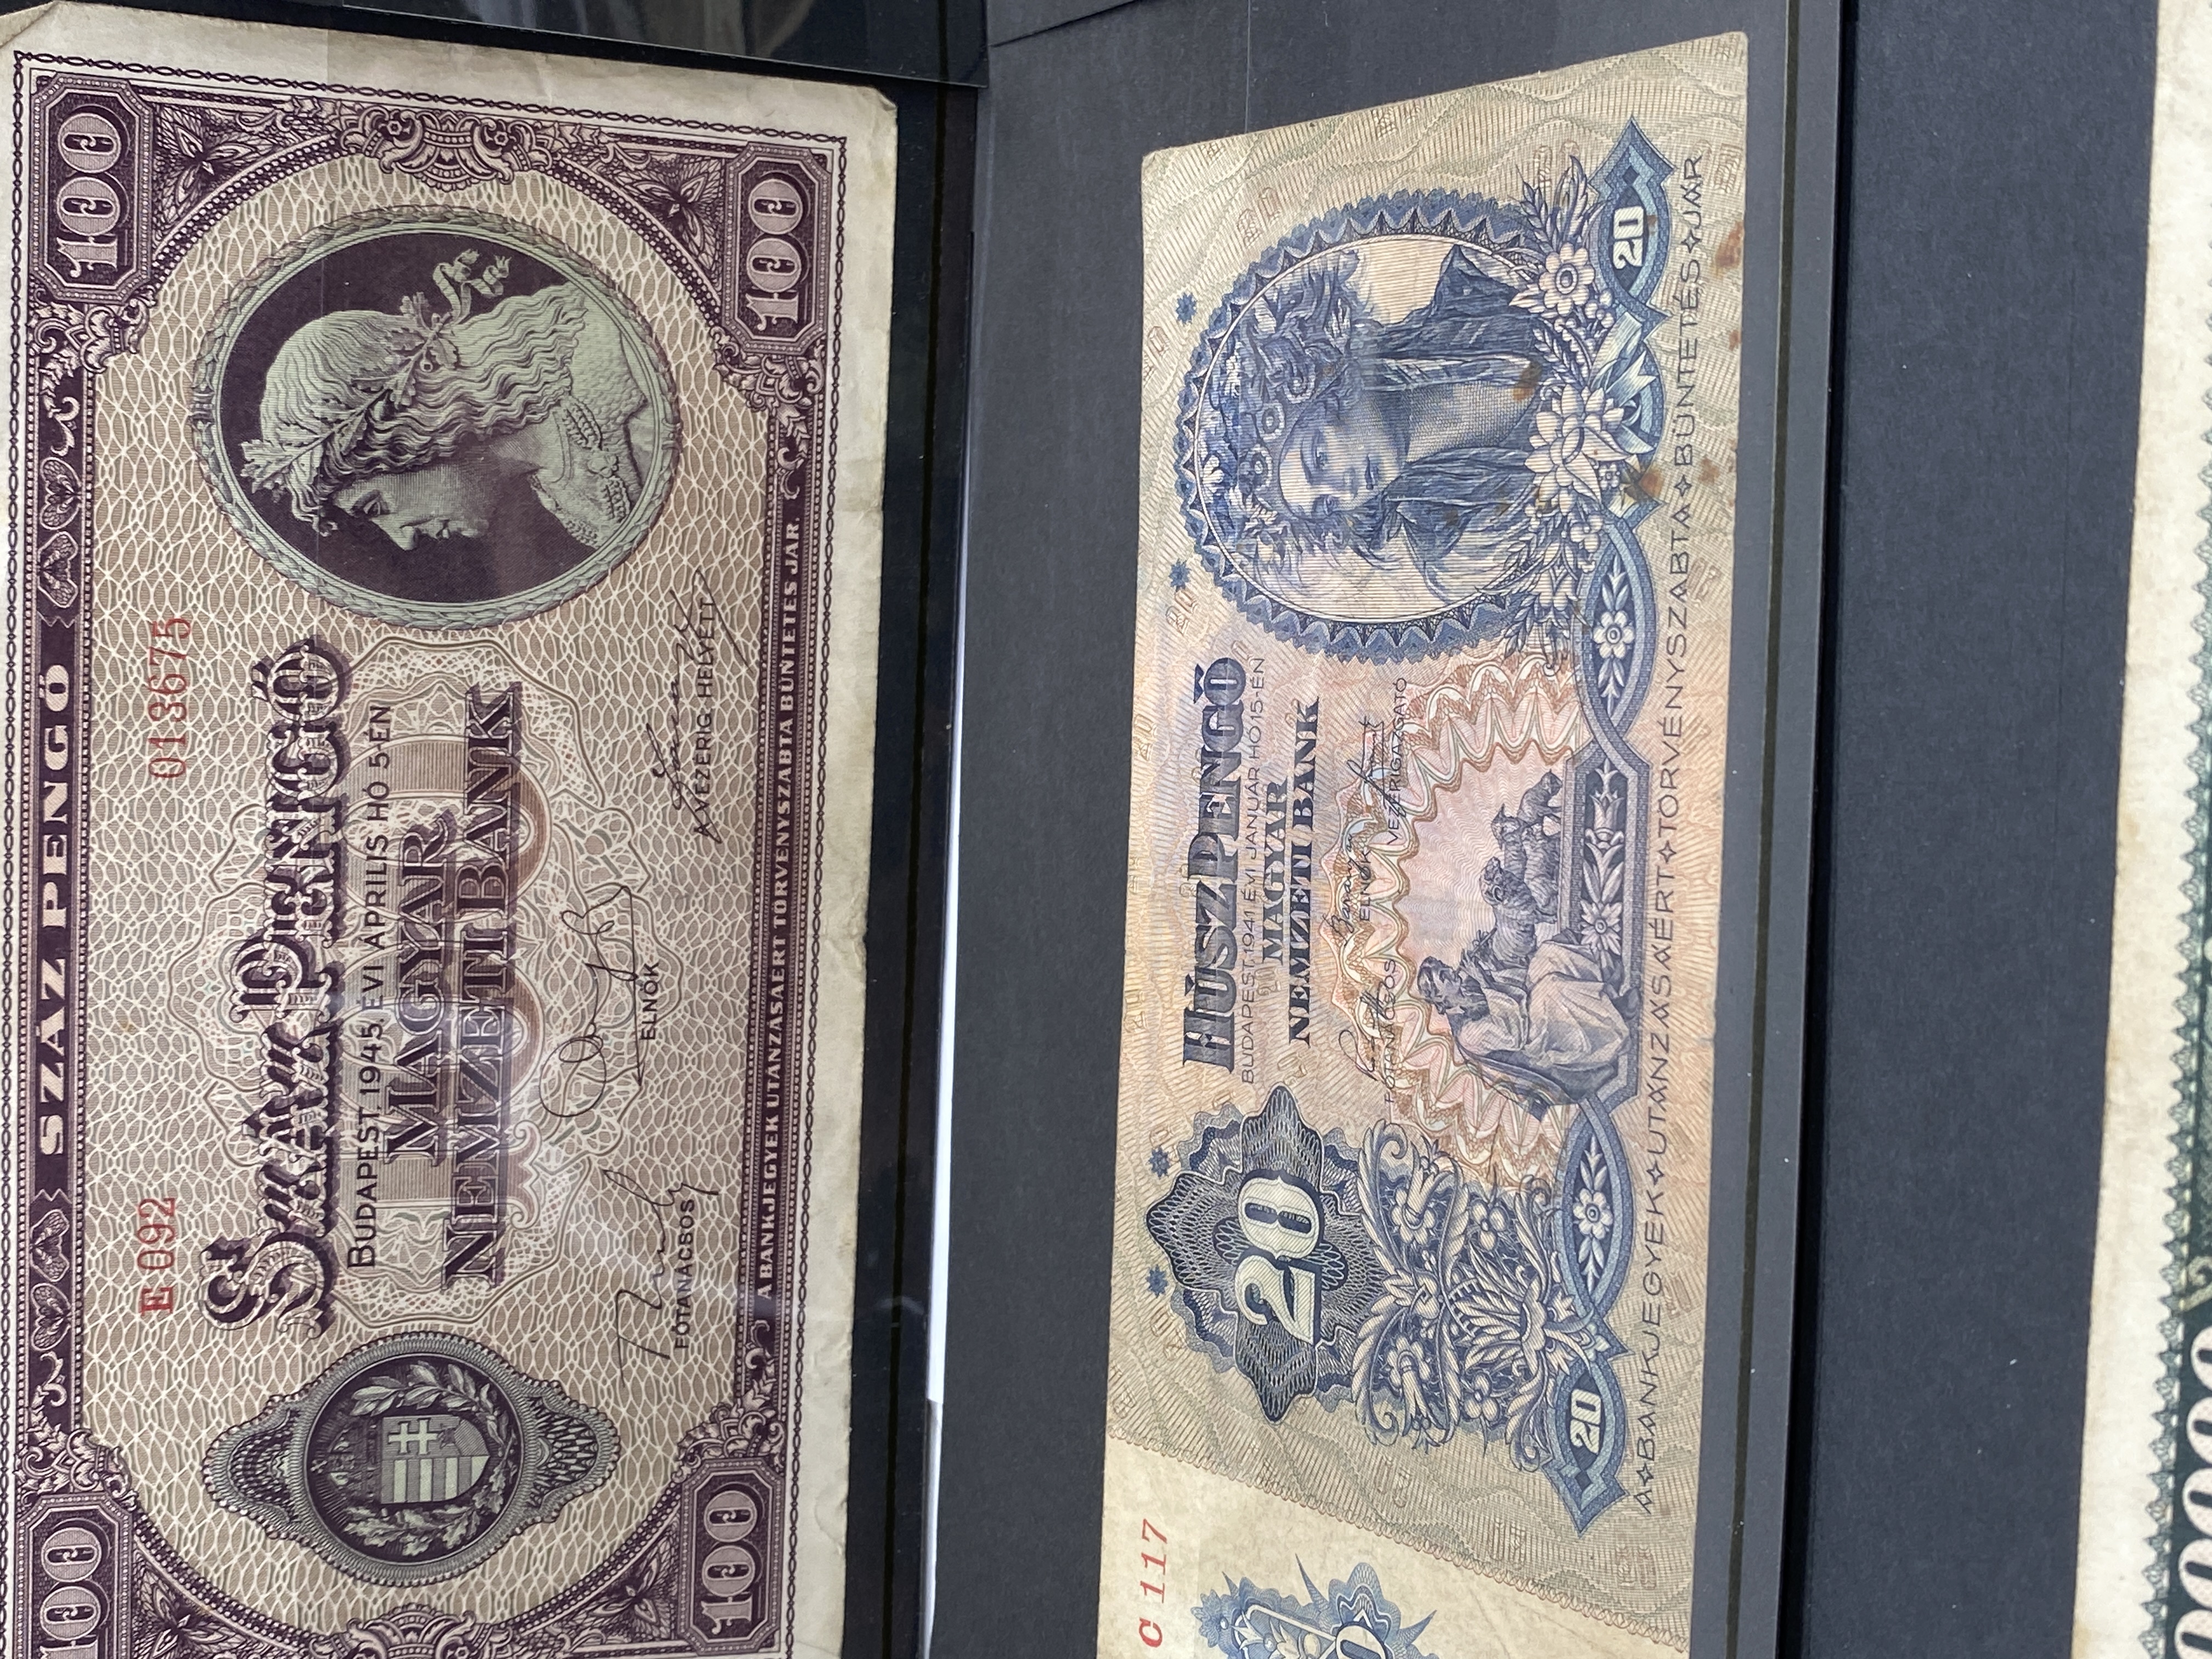 100
100
SZÁZ PENGŐ
E 092
013675
SZÁZ PENGŐ
BUDAPEST 1945. ÉVI ÁPRILIS HÓ 5-ÉN
MAGYAR
NEMZETI BANK
FŐTANÁCSOS
ELNÖK
A VEZÉRIG. HELYETT
100
100
A BANKJEGYEK UTÁNZÁSAÉRT TÖRVÉNYSZABTA BÜNTETÉS JÁR.
C 117
20
HÚSZ PENGŐ
BUDAPEST, 1941. ÉVI JANUÁR HÓ 15-ÉN
MAGYAR
NEMZETI BANK
FŐTANÁCSOS
ELNÖK
VEZÉRIGAZGATÓ
20
20
A BANKJEGYEK UTÁNZÁSAÉRT TÖRVÉNYSZABTA BÜNTETÉS JÁR